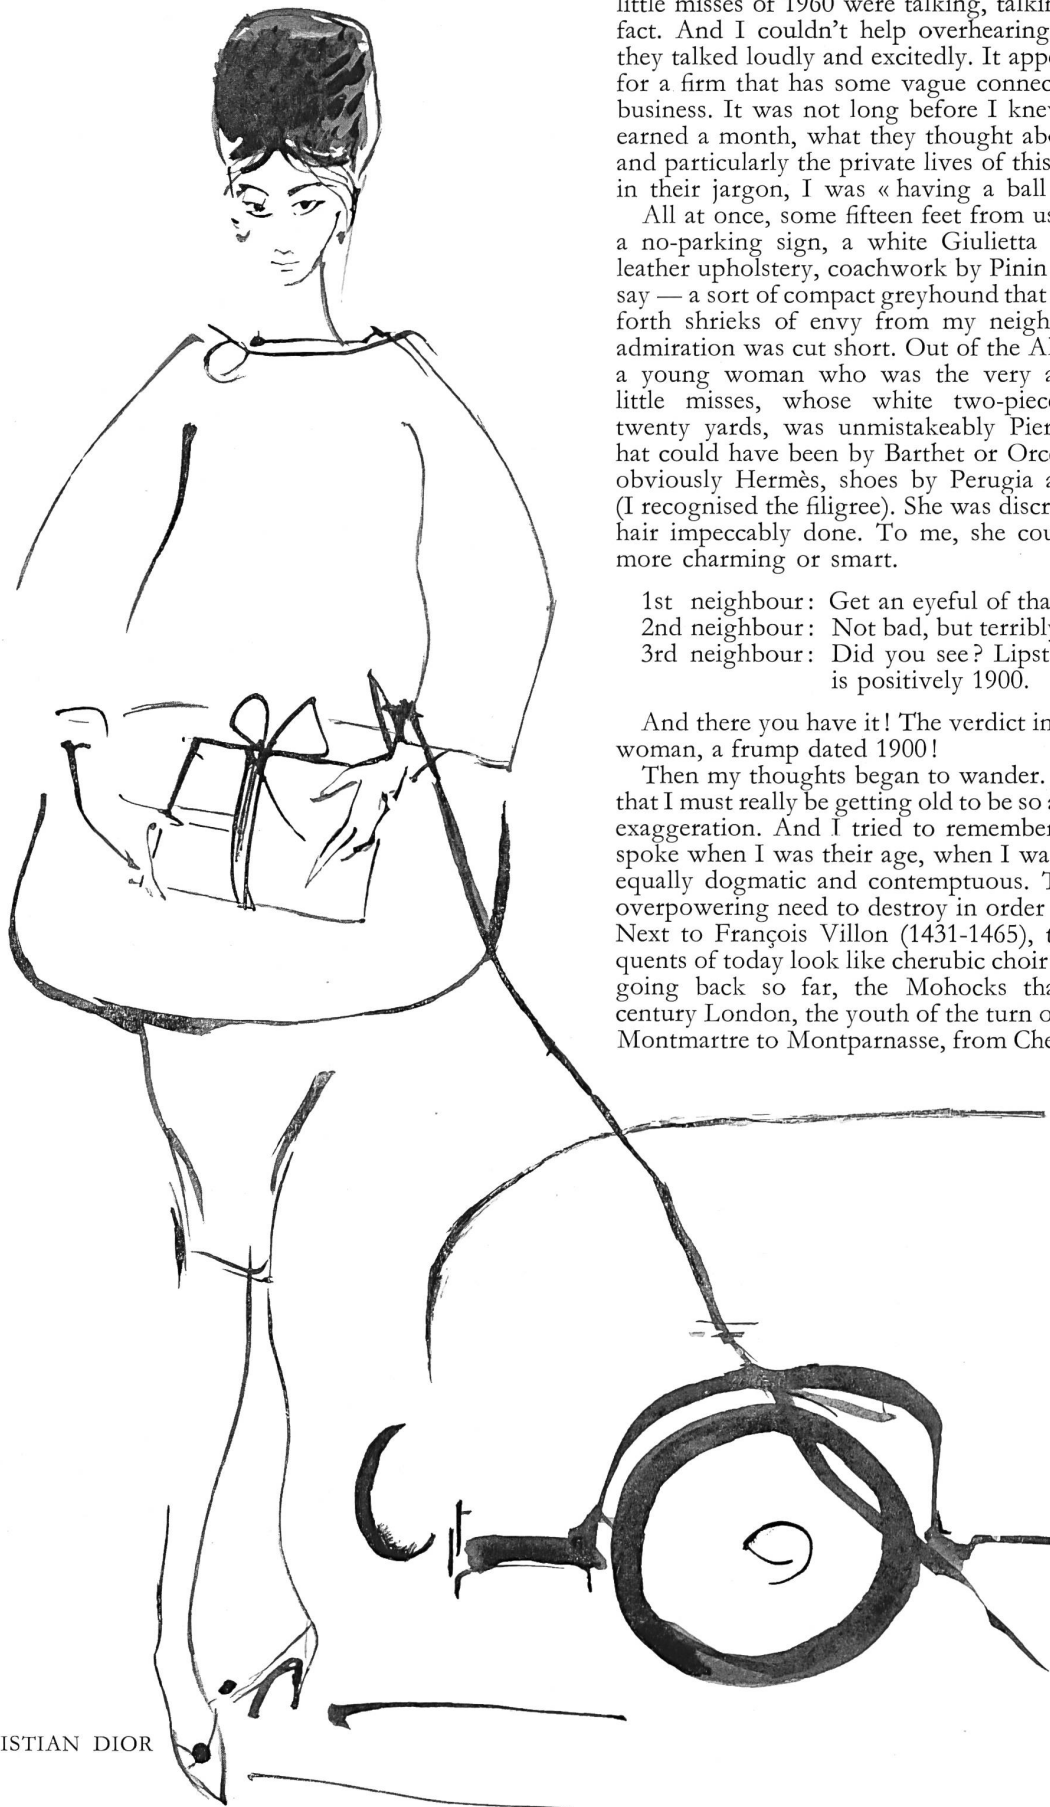 little misses of 1960 were talking, talkin
fact. And I couldn't help overhearing
they talked loudly and excitedly. It app
for a firm that has some vague connec
business. It was not long before I knew
earned a month, what they thought ab
and particularly the private lives of this
in their jargon, I was « having a ball
All at once, some fifteen feet from us
a no-parking sign, a white Giulietta
leather upholstery, coachwork by Pinin
say — a sort of compact greyhound that
forth shrieks of envy from my neigh
admiration was cut short. Out of the A
a young woman who was the very a
little misses, whose white two-piec
twenty yards, was unmistakeably Pier
hat could have been by Barthet or Orc
obviously Hermès, shoes by Perugia a
(I recognised the filigree). She was discr
hair impeccably done. To me, she cou
more charming or smart.
1st neighbour: Get an eyeful of tha
2nd neighbour: Not bad, but terribly
3rd neighbour: Did you see? Lipst
is positively 1900.
And there you have it! The verdict in
woman, a frump dated 1900!
Then my thoughts began to wander.
that I must really be getting old to be so a
exaggeration. And I tried to remember
spoke when I was their age, when I wa
equally dogmatic and contemptuous. T
overpowering need to destroy in order
Next to François Villon (1431-1465), t
quents of today look like cherubic choir
going back so far, the Mohocks tha
century London, the youth of the turn o
Montmartre to Montparnasse, from Che
ISTIAN DIOR